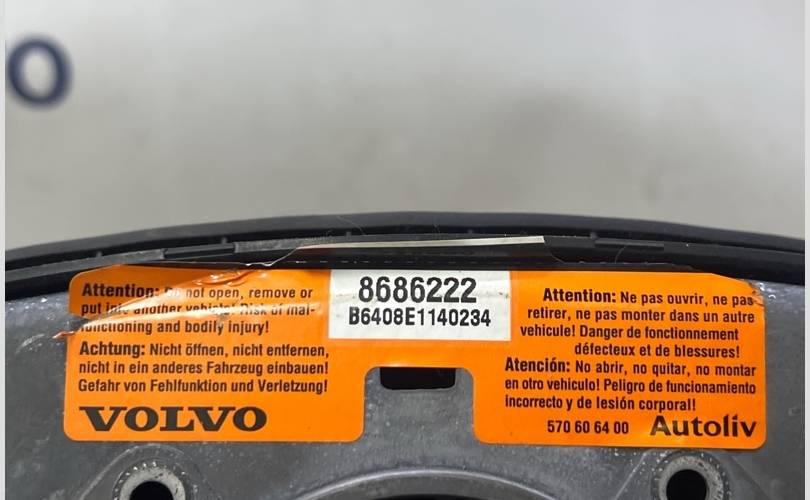 o
Attention: Do not open, remove or
put into another vehicle! Risk of mal-
functioning and bodily injury!
Achtung: Nicht öffnen, nicht entfernen,
nicht in ein anderes Fahrzeug einbauen!
Gefahr von Fehlfunktion und Verletzung!
VOLVO
8686222
B6408E1140234
Attention: Ne pas ouvrir, ne pas
retirer, ne pas monter dans un autre
vehicule! Danger de fonctionnement
défecteux et de blessures!
Atención: No abrir, no quitar, no montar
en otro vehiculo! Peligro de funcionamiento
incorrecto y de lesión corporal!
570 60 64 00 Autoliv